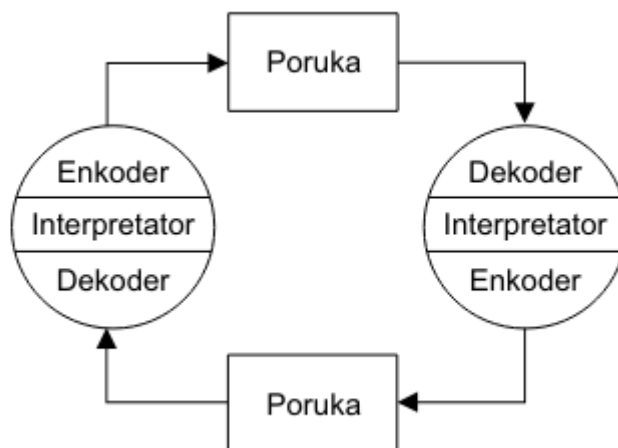 Poruka
Enkoder
Interpretator
Dekoder
Dekoder
Interpretator
Enkoder
Poruka